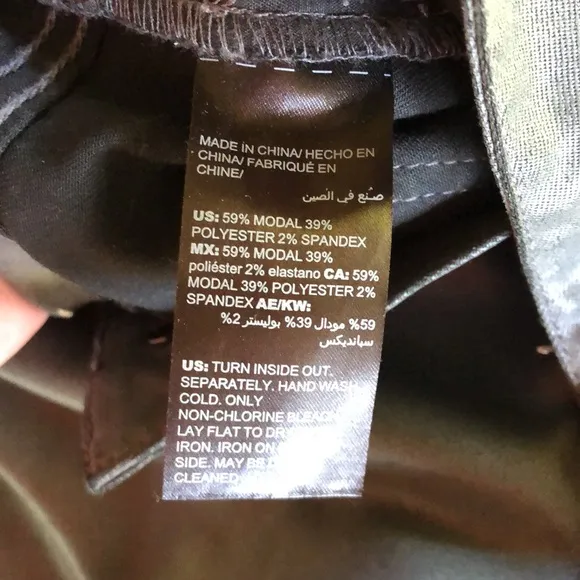 MADE IN CHINA/ HECHO EN
CHINA/ FABRIQUÉ EN
CHINE/
صنع في الصين
US: 59% MODAL 39%
POLYESTER 2% SPANDEX
MX: 59% MODAL 39%
poliéster 2% elastano CA: 59%
MODAL 39% POLYESTER 2%
SPANDEX AE/KW:
59% مودال 39% بوليستر 2%
سبانديكس
US: TURN INSIDE OUT.
SEPARATELY. HAND WASH
COLD. ONLY
NON-CHLORINE
LAY FLAT TO
IRON. IRON ON
SIDE. MAY BE
CLEANED